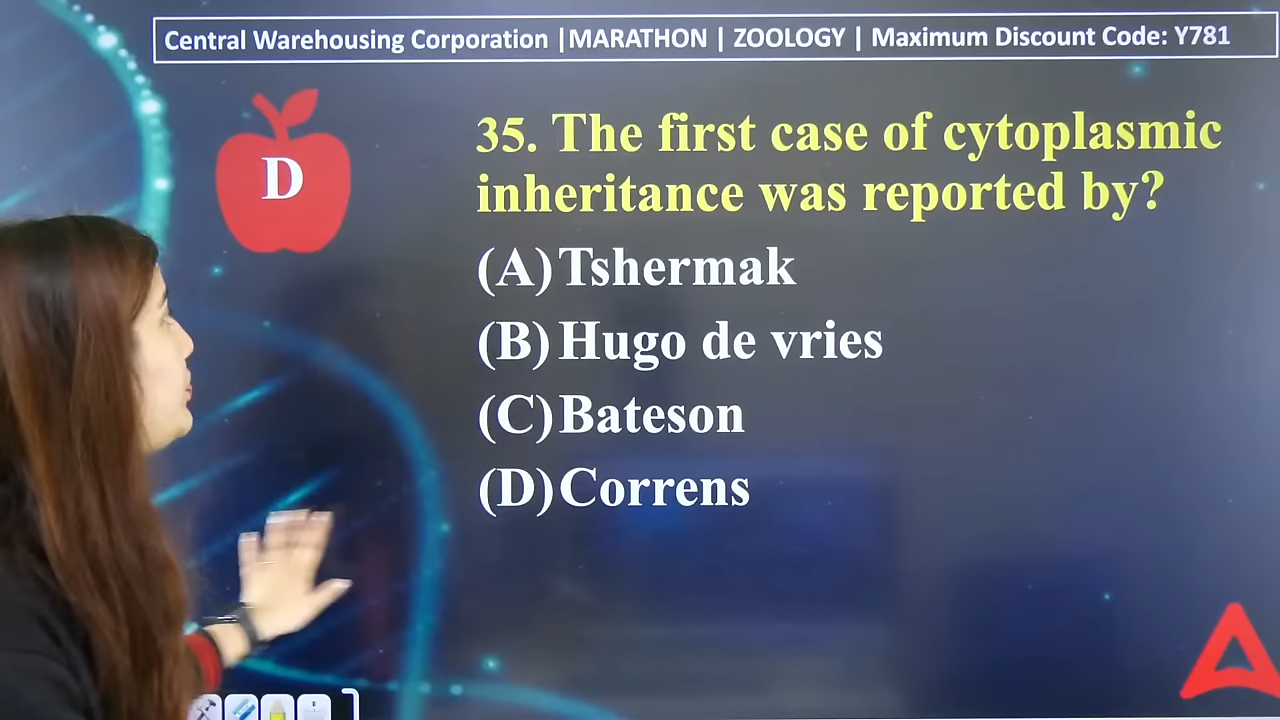 Central Warehousing Corporation |MARATHON | ZOOLOGY | Maximum Discount Code: Y781
D
35. The first case of cytoplasmic
inheritance was reported by?
(A) Tshermak
(B) Hugo de vries
(C) Bateson
(D) Correns